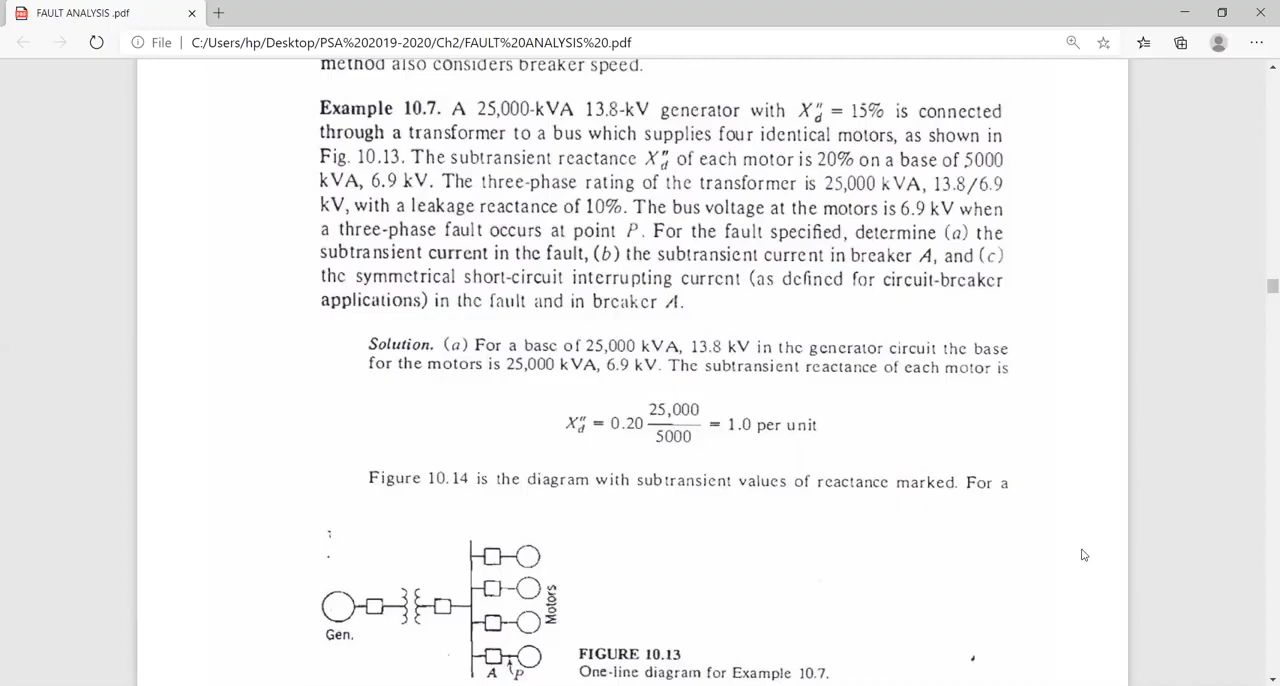 FAULT ANALYSIS .pdf
File
C:/Users/hp/Desktop/PSA%202019-2020/Ch2/FAULT%20ANALYSIS%20.pdf
method also considers breaker speed.
Example 10.7. A 25,000-kVA 13.8-kV generator with X″d = 15% is connected
through a transformer to a bus which supplies four identical motors, as shown in
Fig. 10.13. The subtransient reactance X″d of each motor is 20% on a base of 5000
kVA, 6.9 kV. The three-phase rating of the transformer is 25,000 kVA, 13.8/6.9
kV, with a leakage reactance of 10%. The bus voltage at the motors is 6.9 kV when
a three-phase fault occurs at point P. For the fault specified, determine (a) the
subtransient current in the fault, (b) the subtransient current in breaker A, and (c)
the symmetrical short-circuit interrupting current (as defined for circuit-breaker
applications) in the fault and in breaker A.
Solution. (a) For a base of 25,000 kVA, 13.8 kV in the generator circuit the base
for the motors is 25,000 kVA, 6.9 kV. The subtransient reactance of each motor is
X″d = 0.20 25,000/5000 = 1.0 per unit
Figure 10.14 is the diagram with subtransient values of reactance marked. For a
Gen.
Motors
A P
FIGURE 10.13
One-line diagram for Example 10.7.